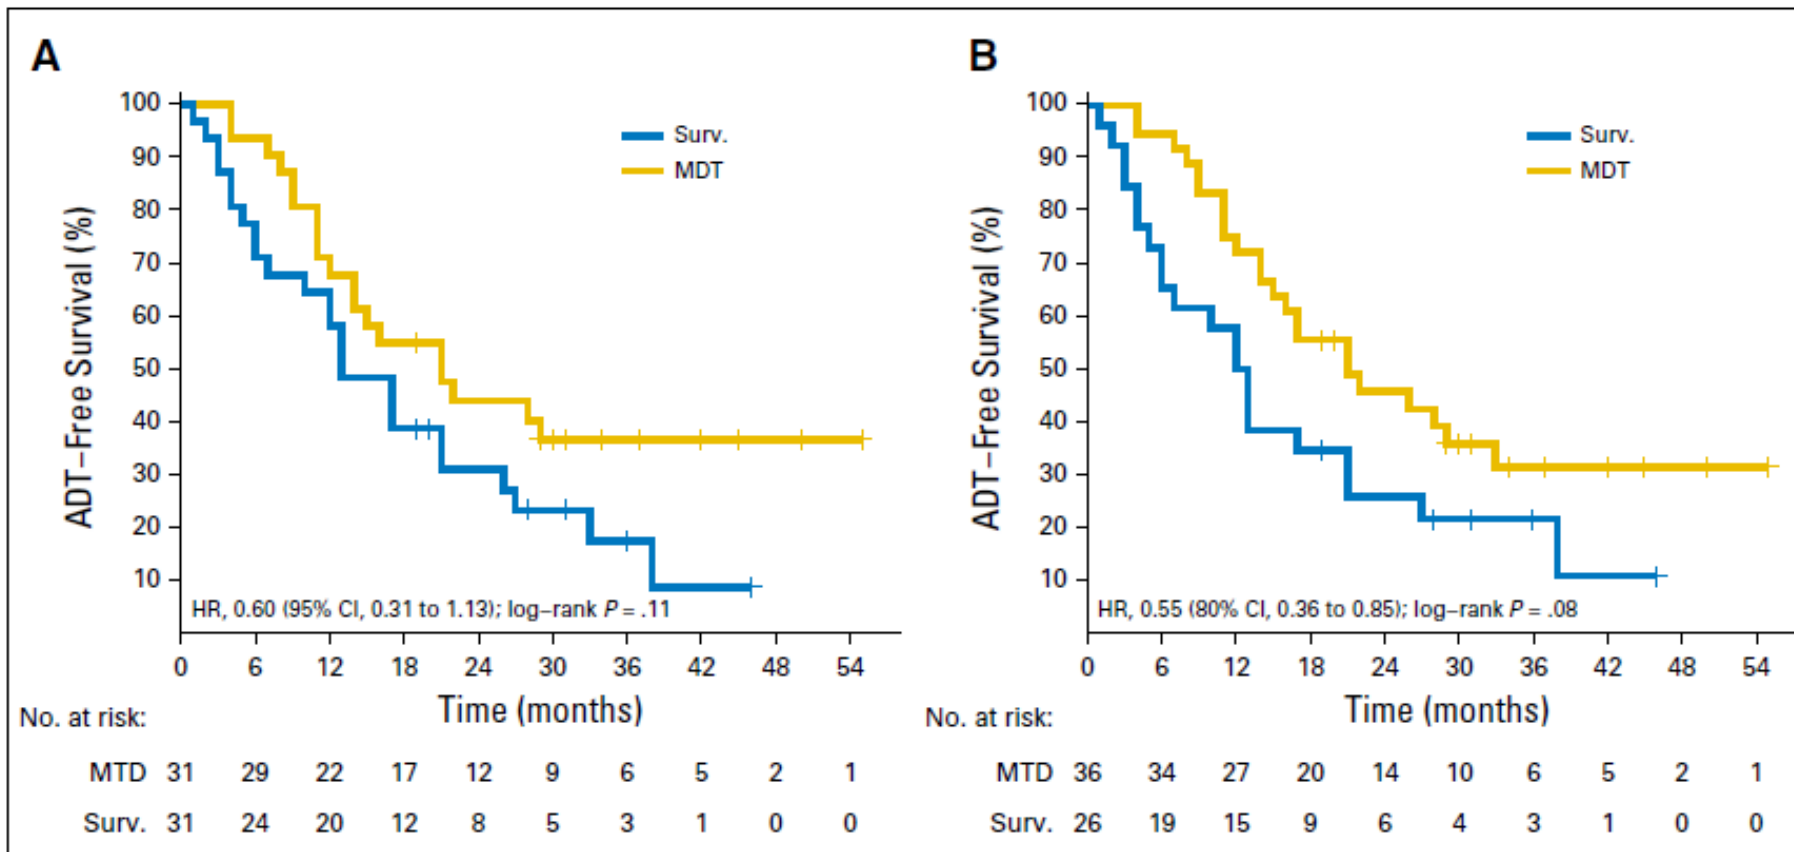 A
ADT–Free Survival (%)
100
90
80
70
60
50
40
30
20
10
Surv.
MDT
HR, 0.60 (95% CI, 0.31 to 1.13); log–rank P = .11
0 6 12 18 24 30 36 42 48 54
Time (months)
No. at risk:
MTD 31 29 22 17 12 9 6 5 2 1
Surv. 31 24 20 12 8 5 3 1 0 0
B
ADT–Free Survival (%)
100
90
80
70
60
50
40
30
20
10
Surv.
MDT
HR, 0.55 (80% CI, 0.36 to 0.85); log–rank P = .08
0 6 12 18 24 30 36 42 48 54
Time (months)
No. at risk:
MTD 36 34 27 20 14 10 6 5 2 1
Surv. 26 19 15 9 6 4 3 1 0 0